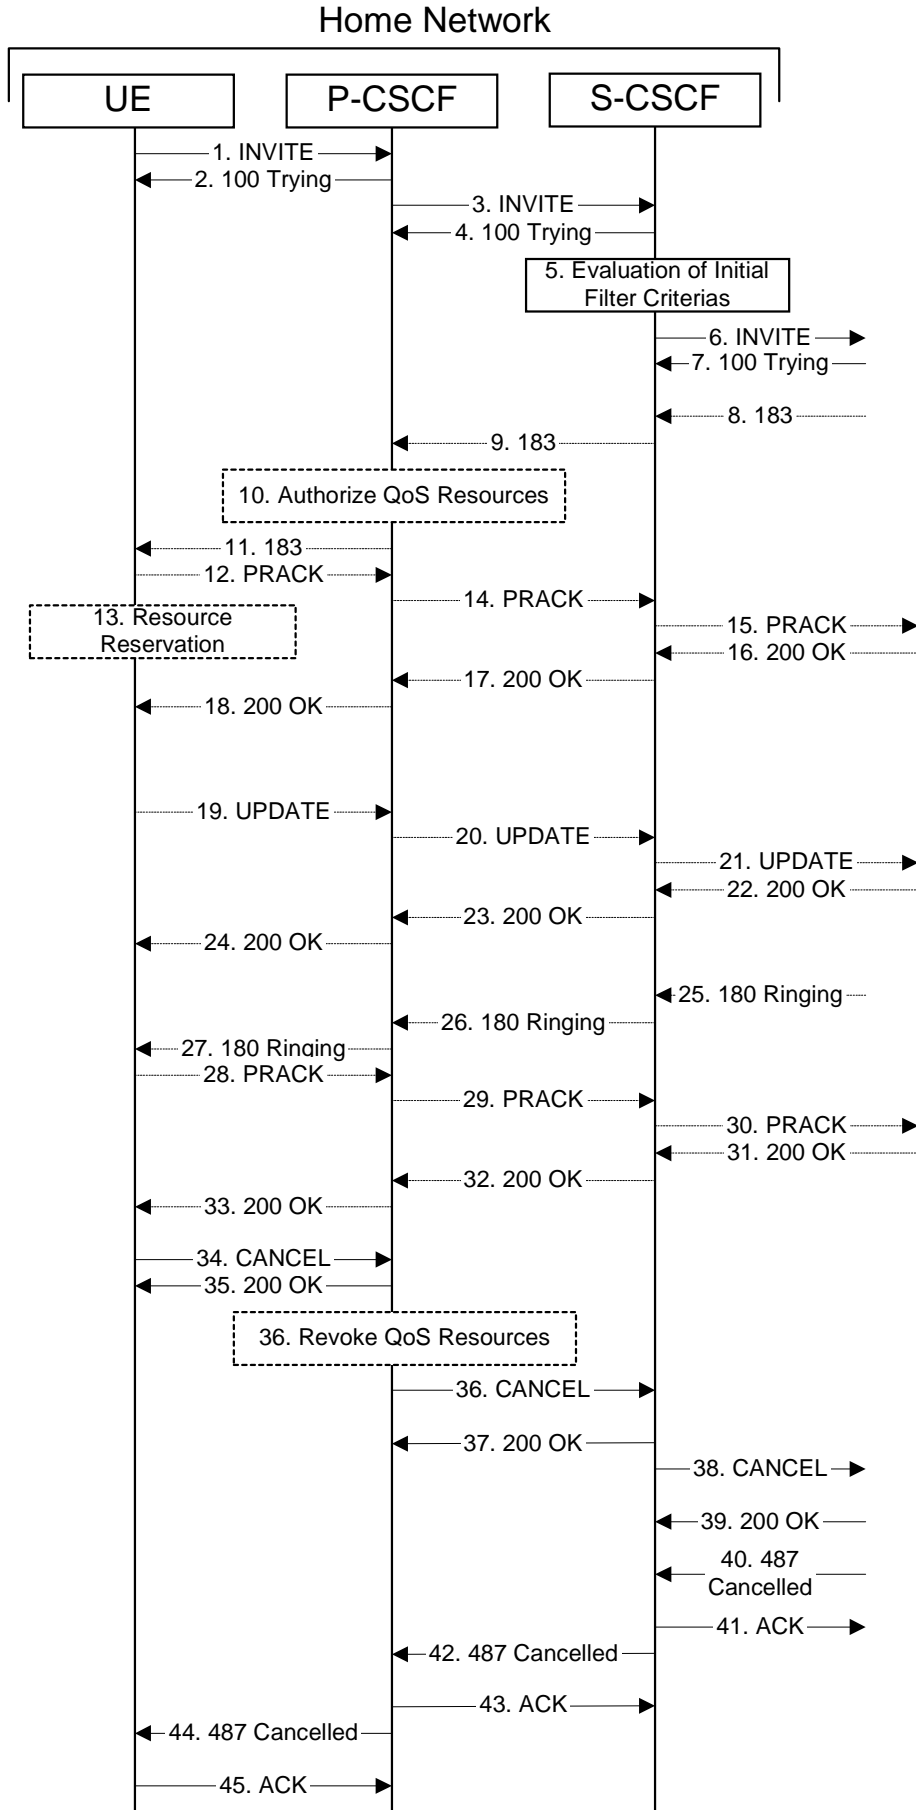 Home Network
UE
P-CSCF
S-CSCF
1. INVITE
2. 100 Trying
3. INVITE
4. 100 Trying
5. Evaluation of Initial
Filter Criterias
6. INVITE
7. 100 Trying
8. 183
9. 183
10. Authorize QoS Resources
11. 183
12. PRACK
14. PRACK
13. Resource
Reservation
15. PRACK
16. 200 OK
17. 200 OK
18. 200 OK
19. UPDATE
20. UPDATE
21. UPDATE
22. 200 OK
23. 200 OK
24. 200 OK
25. 180 Ringing
26. 180 Ringing
27. 180 Ringing
28. PRACK
29. PRACK
30. PRACK
31. 200 OK
32. 200 OK
33. 200 OK
34. CANCEL
35. 200 OK
36. Revoke QoS Resources
36. CANCEL
37. 200 OK
38. CANCEL
39. 200 OK
40. 487
Cancelled
41. ACK
42. 487 Cancelled
43. ACK
44. 487 Cancelled
45. ACK